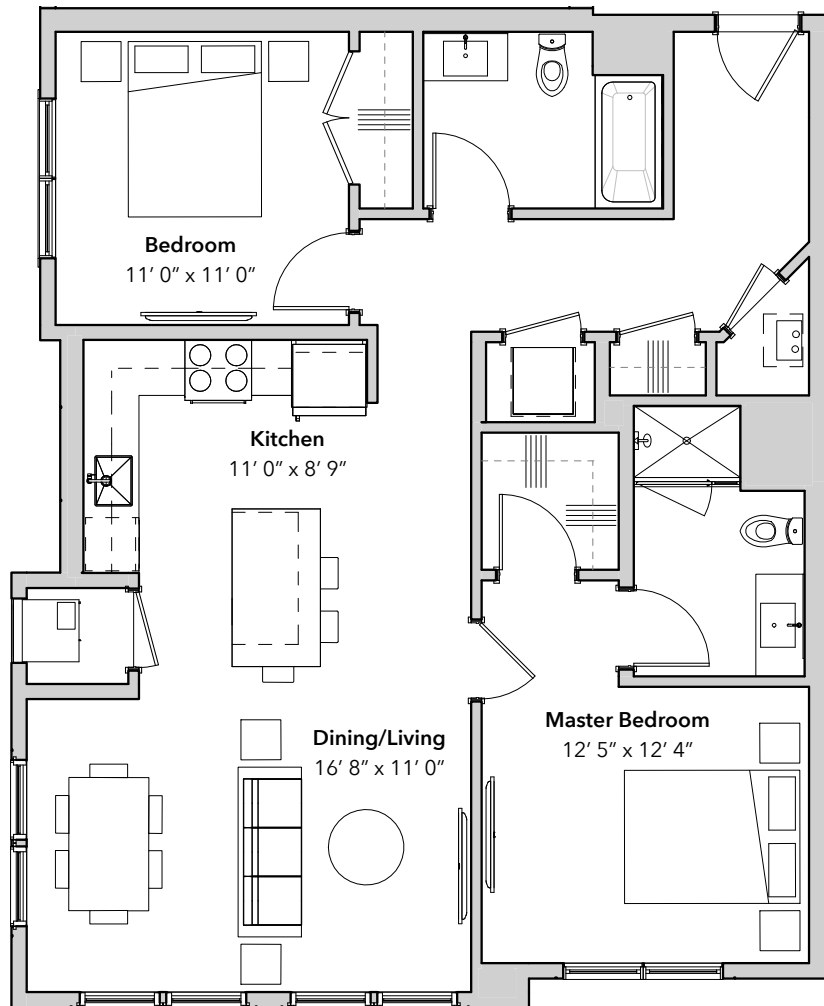 Bedroom
11’ 0” x 11’ 0”
Kitchen
11’ 0” x 8’ 9”
Dining/Living
16’ 8” x 11’ 0”
Master Bedroom
12’ 5” x 12’ 4”